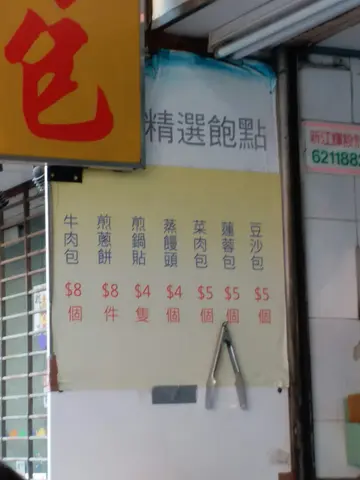 包
精選飽點
牛肉包 $8 個
煎蔥餅 $8 件
煎鍋貼 $4 隻
蒸饅頭 $4 個
菜肉包 $5 個
蓮蓉包 $5 個
豆沙包 $5 個
6211882